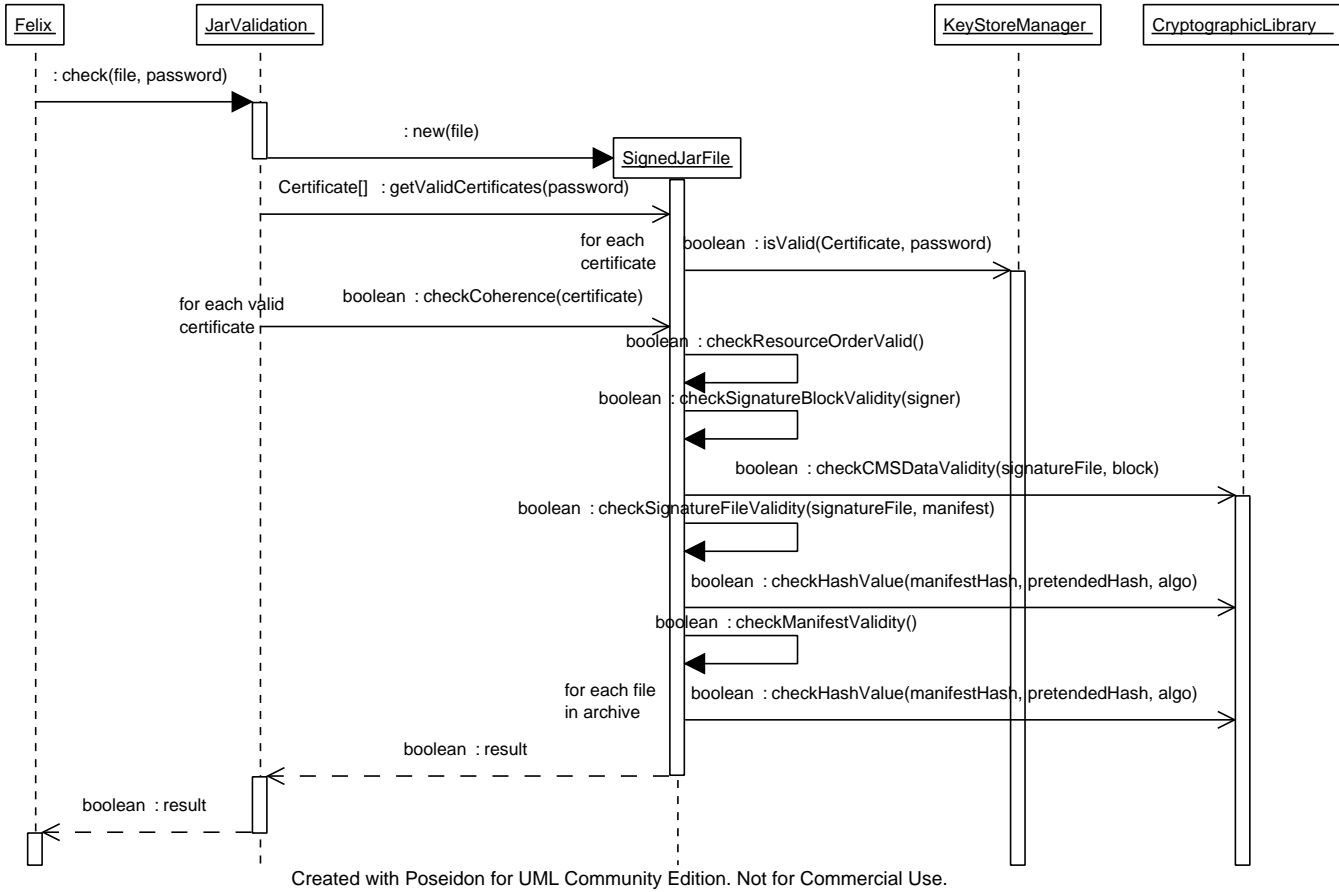 Felix
JarValidation
KeyStoreManager
CryptographicLibrary
: check(file, password)
: new(file)
SignedJarFile
Certificate[] : getValidCertificates(password)
for each
certificate
boolean : isValid(Certificate, password)
for each valid
certificate
boolean : checkCoherence(certificate)
boolean : checkResourceOrderValid()
boolean : checkSignatureBlockValidity(signer)
boolean : checkCMSDataValidity(signatureFile, block)
boolean : checkSignatureFileValidity(signatureFile, manifest)
boolean : checkHashValue(manifestHash, pretendedHash, algo)
boolean : checkManifestValidity()
for each file
in archive
boolean : checkHashValue(manifestHash, pretendedHash, algo)
boolean : result
boolean : result
Created with Poseidon for UML Community Edition. Not for Commercial Use.